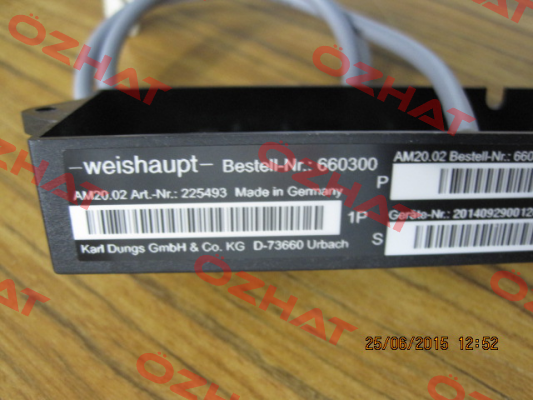 -weishaupt- Bestell-Nr.: 660300
AM20.02 Art.-Nr.: 225493 Made in Germany
1P
Karl Dungs GmbH & Co. KG D-73660 Urbach
AM20.02 Bestell-Nr.: 660
P
Geräte-Nr.: 201409290012
S
25/06/2015 12:52
OZHAT
OZHAT
OZHAT
OZHAT
OZHAT
OZHAT